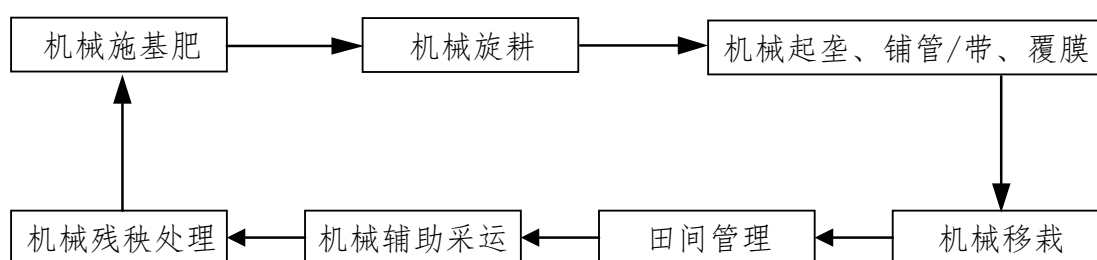 机械施基肥
机械旋耕
机械起垄、铺管/带、覆膜
机械残秧处理
机械辅助采运
田间管理
机械移栽